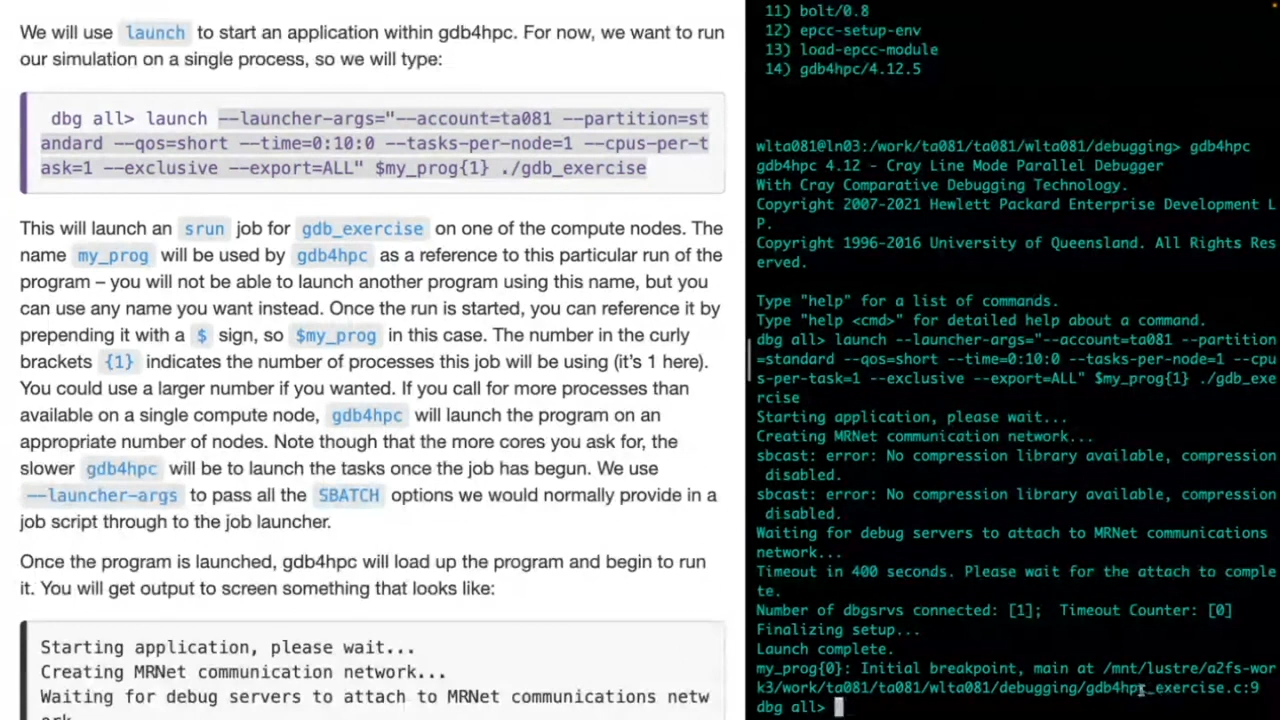 We will use launch to start an application within gdb4hpc. For now, we want to run
our simulation on a single process, so we will type:
dbg all> launch --launcher-args="--account=ta081 --partition=st
andard --qos=short --time=0:10:0 --tasks-per-node=1 --cpus-per-t
ask=1 --exclusive --export=ALL" $my_prog{1} ./gdb_exercise
This will launch an srun job for gdb_exercise on one of the compute nodes. The
name my_prog will be used by gdb4hpc as a reference to this particular run of the
program – you will not be able to launch another program using this name, but you
can use any name you want instead. Once the run is started, you can reference it by
prepending it with a $ sign, so $my_prog in this case. The number in the curly
brackets {1} indicates the number of processes this job will be using (it's 1 here).
You could use a larger number if you wanted. If you call for more processes than
available on a single compute node, gdb4hpc will launch the program on an
appropriate number of nodes. Note though that the more cores you ask for, the
slower gdb4hpc will be to launch the tasks once the job has begun. We use
--launcher-args to pass all the SBATCH options we would normally provide in a
job script through to the job launcher.
Once the program is launched, gdb4hpc will load up the program and begin to run
it. You will get output to screen something that looks like:
Starting application, please wait...
Creating MRNet communication network...
Waiting for debug servers to attach to MRNet communications netw
11) bolt/0.8
12) epcc-setup-env
13) load-epcc-module
14) gdb4hpc/4.12.5
wlta081@ln03:/work/ta081/ta081/wlta081/debugging> gdb4hpc
gdb4hpc 4.12 - Cray Line Mode Parallel Debugger
With Cray Comparative Debugging Technology.
Copyright 2007-2021 Hewlett Packard Enterprise Development L
P.
Copyright 1996-2016 University of Queensland. All Rights Res
erved.
Type "help" for a list of commands.
Type "help <cmd>" for detailed help about a command.
dbg all> launch --launcher-args="--account=ta081 --partition
=standard --qos=short --time=0:10:0 --tasks-per-node=1 --cpu
s-per-task=1 --exclusive --export=ALL" $my_prog{1} ./gdb_exe
rcise
Starting application, please wait...
Creating MRNet communication network...
sbcast: error: No compression library available, compression
disabled.
sbcast: error: No compression library available, compression
disabled.
Waiting for debug servers to attach to MRNet communications
network...
Timeout in 400 seconds. Please wait for the attach to comple
te.
Number of dbgsrvs connected: [1]; Timeout Counter: [0]
Finalizing setup...
Launch complete.
my_prog{0}: Initial breakpoint, main at /mnt/lustre/a2fs-wor
k3/work/ta081/ta081/wlta081/debugging/gdb4hpc_exercise.c:9
dbg all>